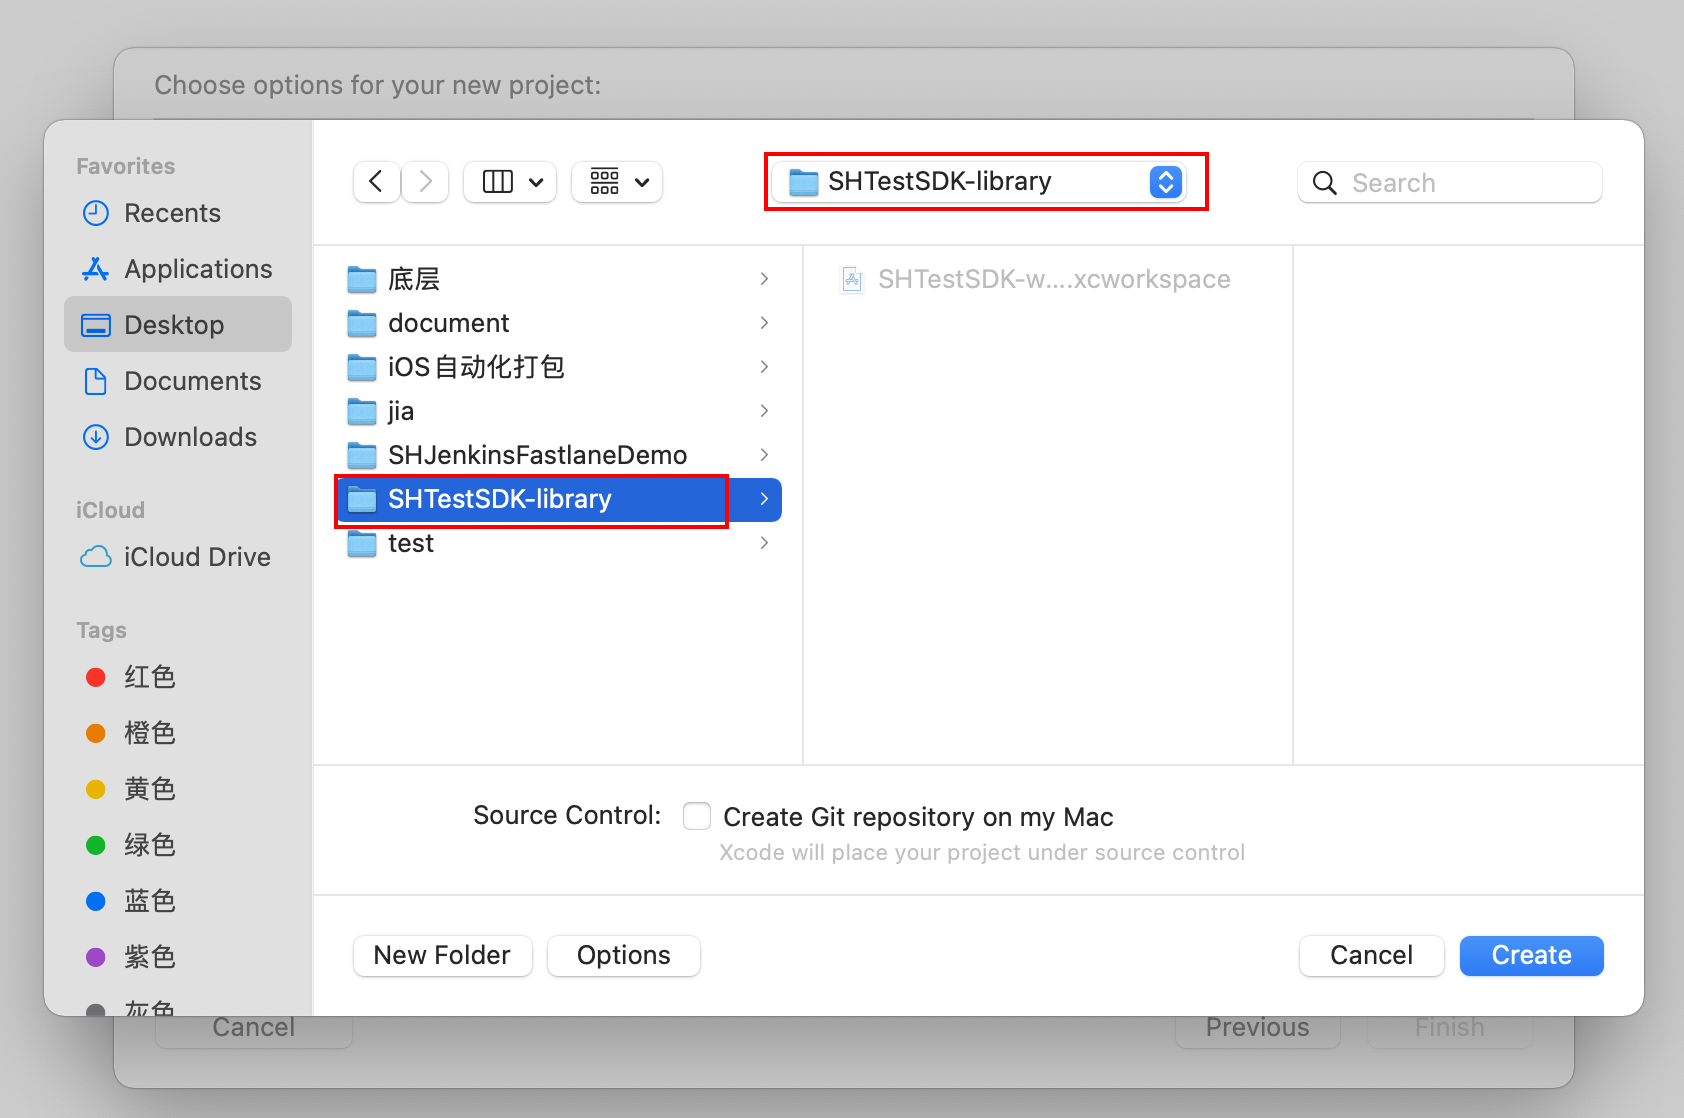 Choose options for your new project:
Favorites
Recents
Applications
Desktop
Documents
Downloads
iCloud
iCloud Drive
Tags
红色
橙色
黄色
绿色
蓝色
紫色
灰色
SHTestSDK-library
Search
底层
document
iOS自动化打包
jia
SHJenkinsFastlaneDemo
SHTestSDK-library
test
SHTestSDK-w....xcworkspace
Source Control:
Create Git repository on my Mac
Xcode will place your project under source control
New Folder
Options
Cancel
Create
Cancel
Previous
Finish